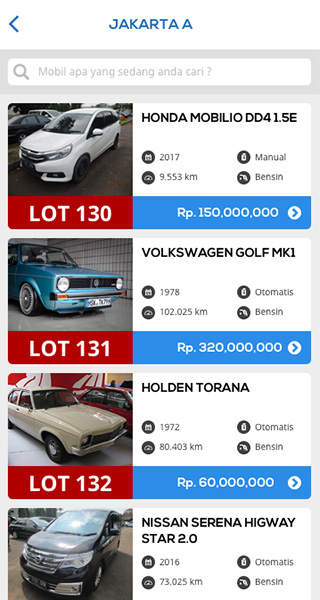 JAKARTA A
Mobil apa yang sedang anda cari ?
HONDA MOBILIO DD4 1.5E
2017
Manual
9.553 km
Bensin
LOT 130
Rp. 150,000,000
VOLKSWAGEN GOLF MK1
1978
Otomatis
102.025 km
Bensin
LOT 131
Rp. 320,000,000
HOLDEN TORANA
1972
Otomatis
80.403 km
Bensin
LOT 132
Rp. 60,000,000
NISSAN SERENA HIGWAY
STAR 2.0
2016
Otomatis
73.025 km
Bensin